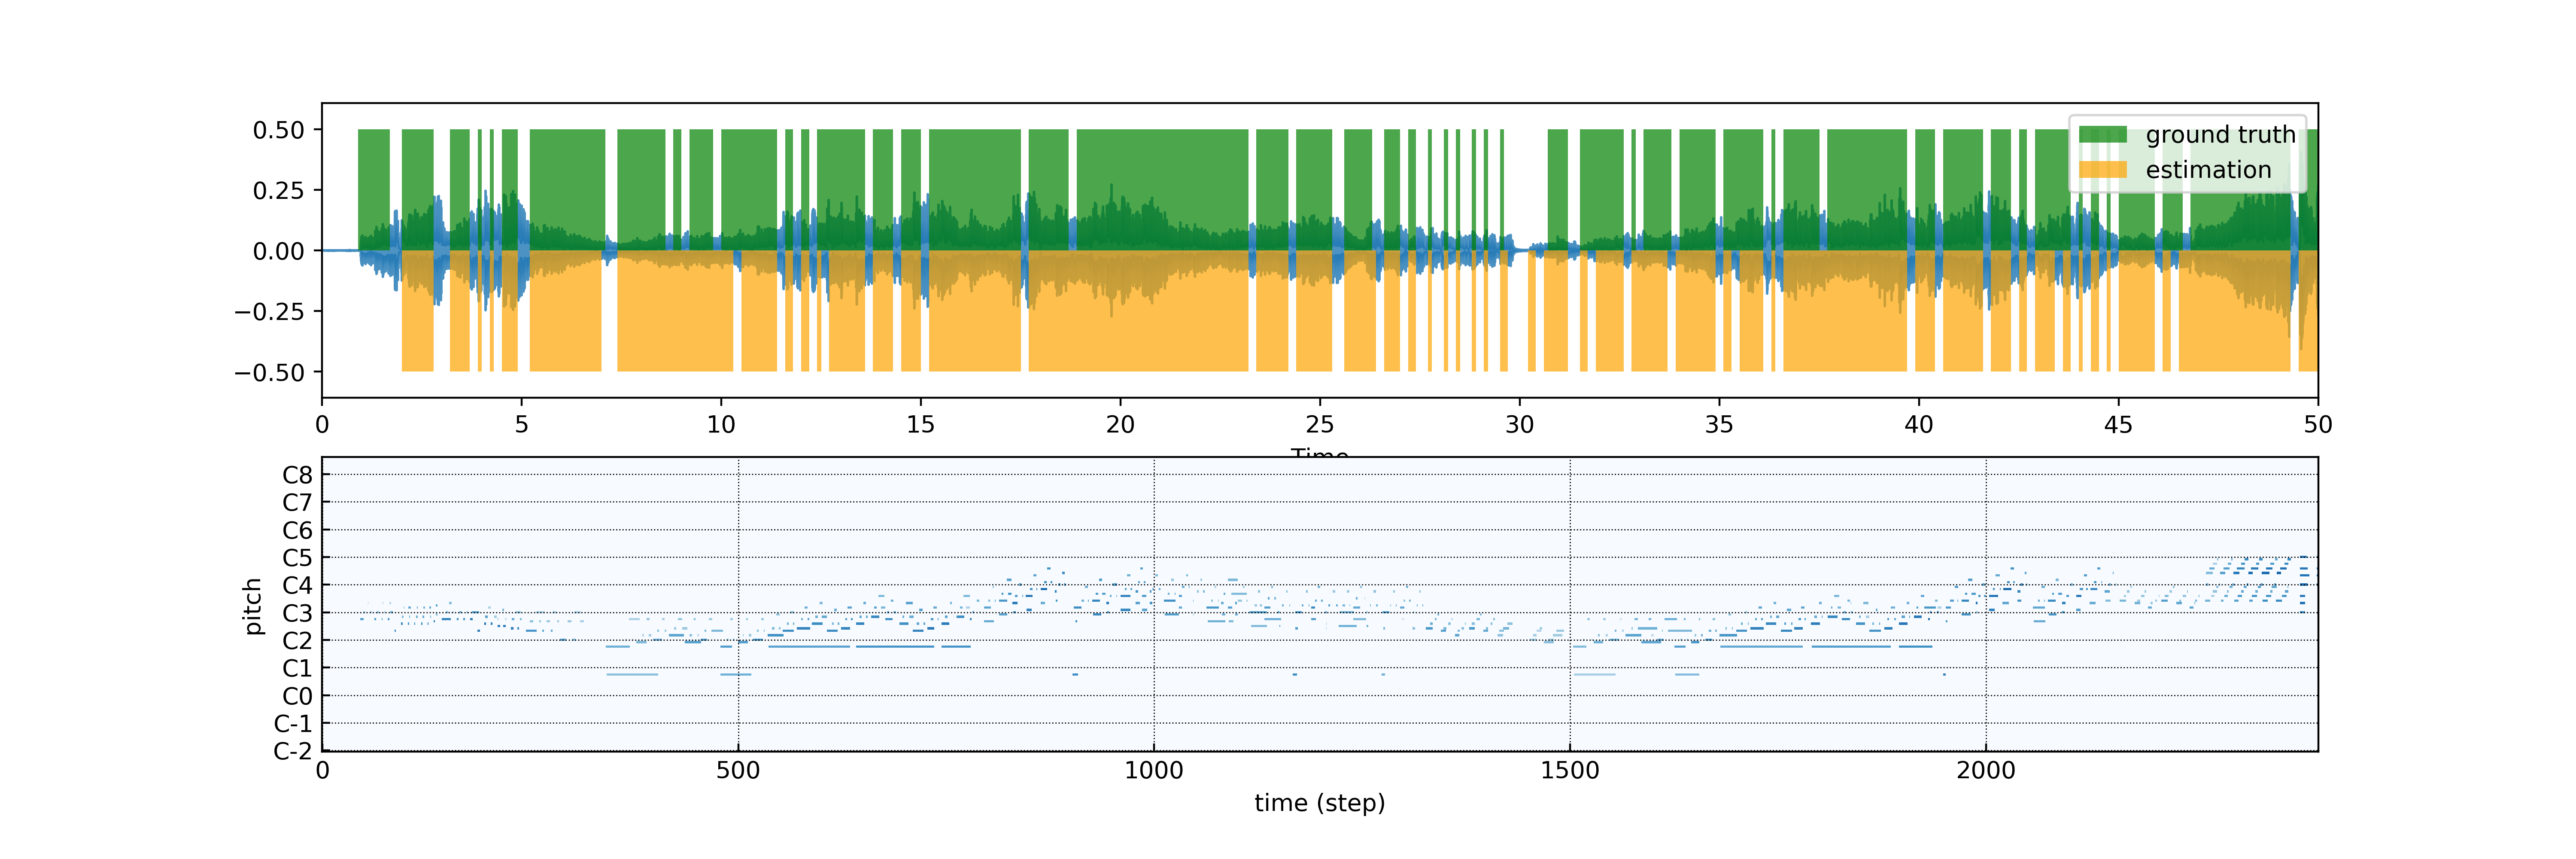 0.50
0.25
0.00
−0.25
−0.50
ground truth
estimation
0 5 10 15 20 25 30 35 40 45 50
Time
C8
C7
C6
C5
C4
C3
C2
C1
C0
C-1
C-2
pitch
0 500 1000 1500 2000
time (step)